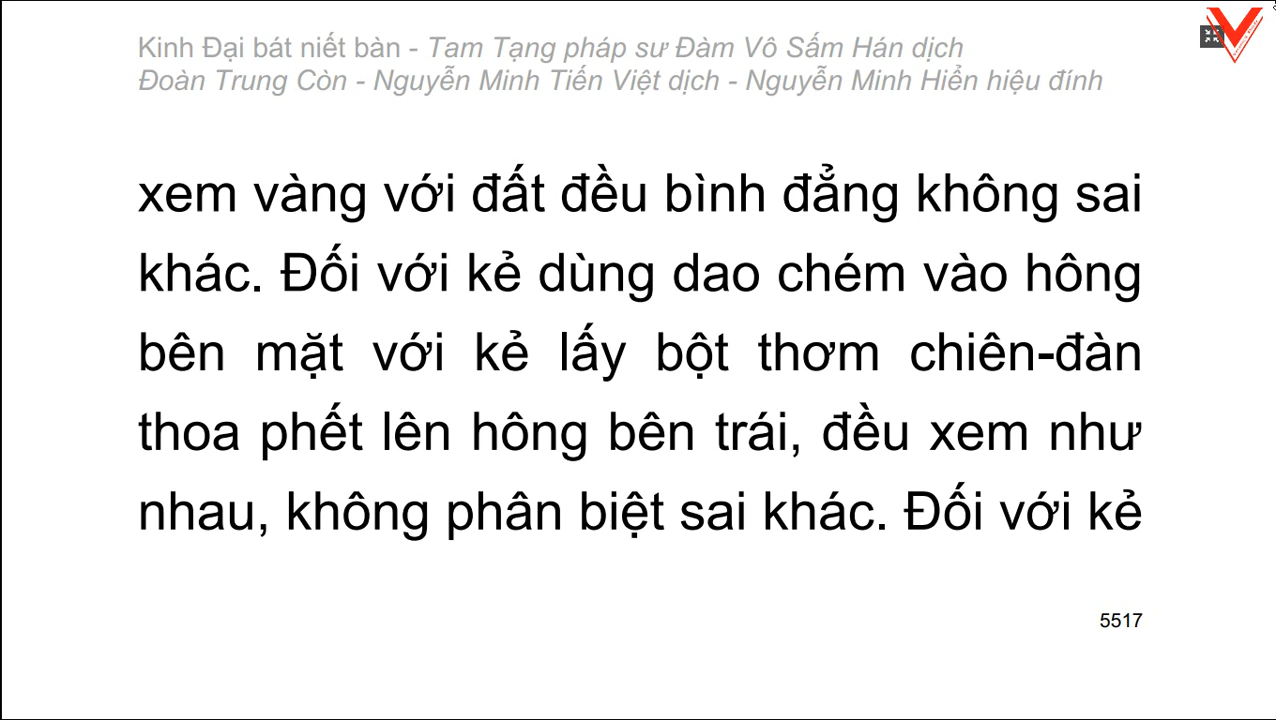 Kinh Đại bát niết bàn - Tam Tạng pháp sư Đàm Vô Sấm Hán dịch
Đoàn Trung Còn - Nguyễn Minh Tiến Việt dịch - Nguyễn Minh Hiển hiệu đính
xem vàng với đất đều bình đẳng không sai
khác. Đối với kẻ dùng dao chém vào hông
bên mặt với kẻ lấy bột thơm chiên-đàn
thoa phết lên hông bên trái, đều xem như
nhau, không phân biệt sai khác. Đối với kẻ
5517